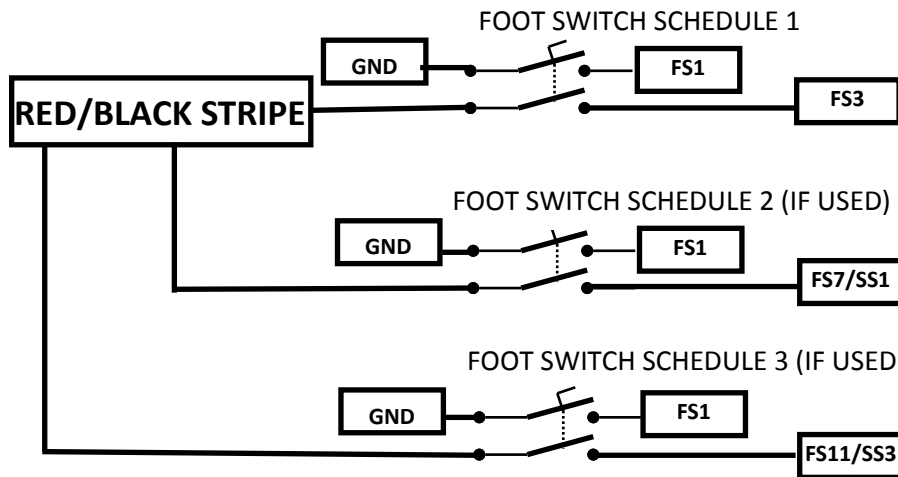 FOOT SWITCH SCHEDULE 1
GND
FS1
RED/BLACK STRIPE
FS3
FOOT SWITCH SCHEDULE 2 (IF USED)
GND
FS1
FS7/SS1
FOOT SWITCH SCHEDULE 3 (IF USED
GND
FS1
FS11/SS3